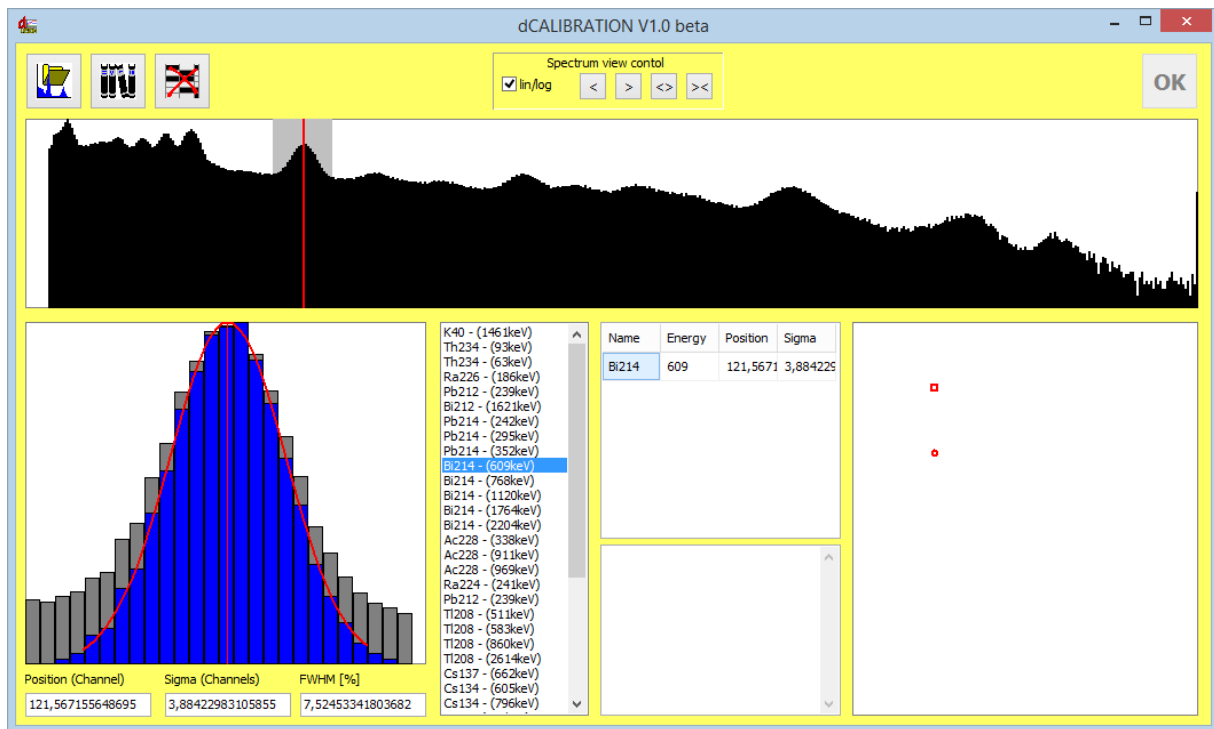 dCALIBRATION V1.0 beta
Spectrum view contol
lin/log
<
>
<>
><
OK
K40 - (1461keV)
Th234 - (93keV)
Th234 - (63keV)
Ra226 - (186keV)
Pb212 - (239keV)
Bi212 - (1621keV)
Pb214 - (242keV)
Pb214 - (295keV)
Pb214 - (352keV)
Bi214 - (609keV)
Bi214 - (768keV)
Bi214 - (1120keV)
Bi214 - (1764keV)
Bi214 - (2204keV)
Ac228 - (338keV)
Ac228 - (911keV)
Ac228 - (969keV)
Ra224 - (241keV)
Pb212 - (239keV)
Tl208 - (511keV)
Tl208 - (583keV)
Tl208 - (860keV)
Tl208 - (2614keV)
Cs137 - (662keV)
Cs134 - (605keV)
Cs134 - (796keV)
Name Energy Position Sigma
Bi214 609 121,5671 3,884229
Position (Channel) Sigma (Channels) FWHM [%]
121,567155648695 3,88422983105855 7,52453341803682